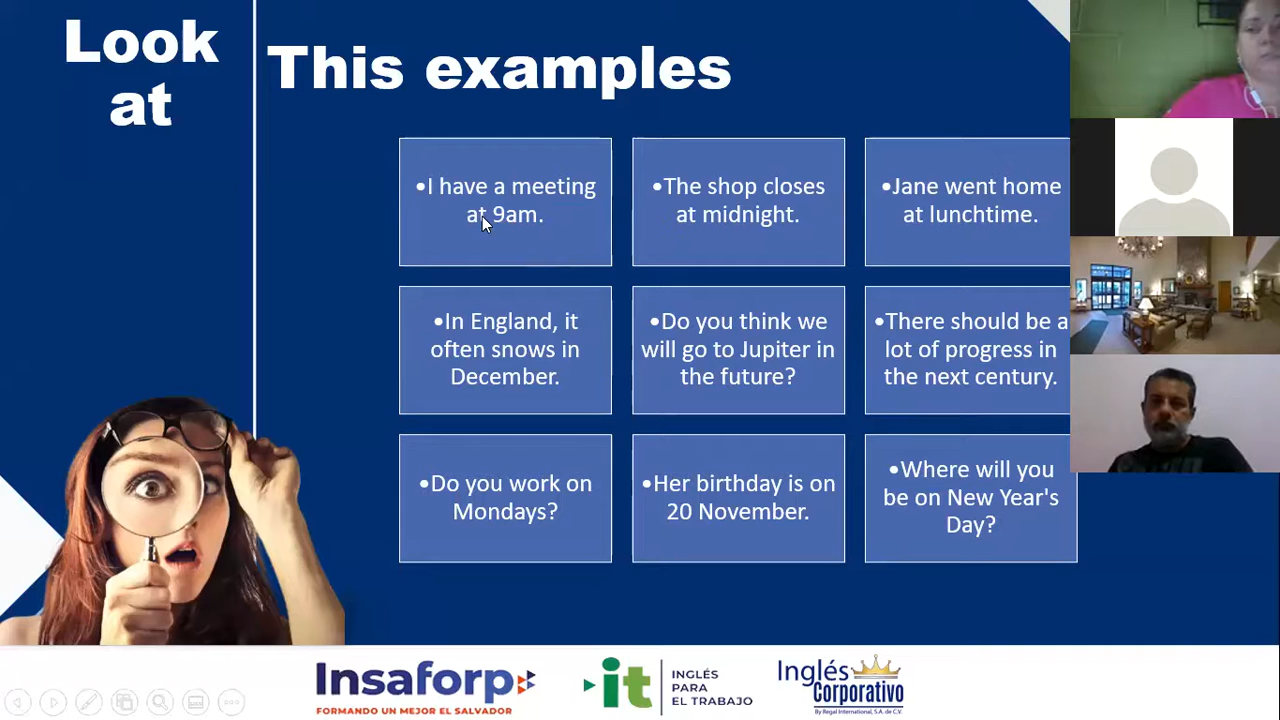 Look
at
This examples
•I have a meeting
at 9am.
•The shop closes
at midnight.
•Jane went home
at lunchtime.
•In England, it
often snows in
December.
•Do you think we
will go to Jupiter in
the future?
•There should be a
lot of progress in
the next century.
•Do you work on
Mondays?
•Her birthday is on
20 November.
•Where will you
be on New Year's
Day?
Insaforp
FORMANDO UN MEJOR EL SALVADOR
it
INGLÉS
PARA
EL TRABAJO
Inglés
Corporativo
By Regal International, S.A. de C.V.